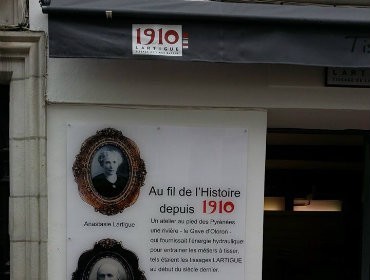 1910
LARTIGUE
LARTIGUE
Au fil de l'Histoire
depuis 1910
Anastasie Lartigue
Un atelier au pied des Pyrénées
une rivière - le Gave d'Oloron -
qui fournissait l'énergie hydraulique
pour entrainer les métiers à tisser,
tels étaient les tissages LARTIGUE
au début du siècle dernier.